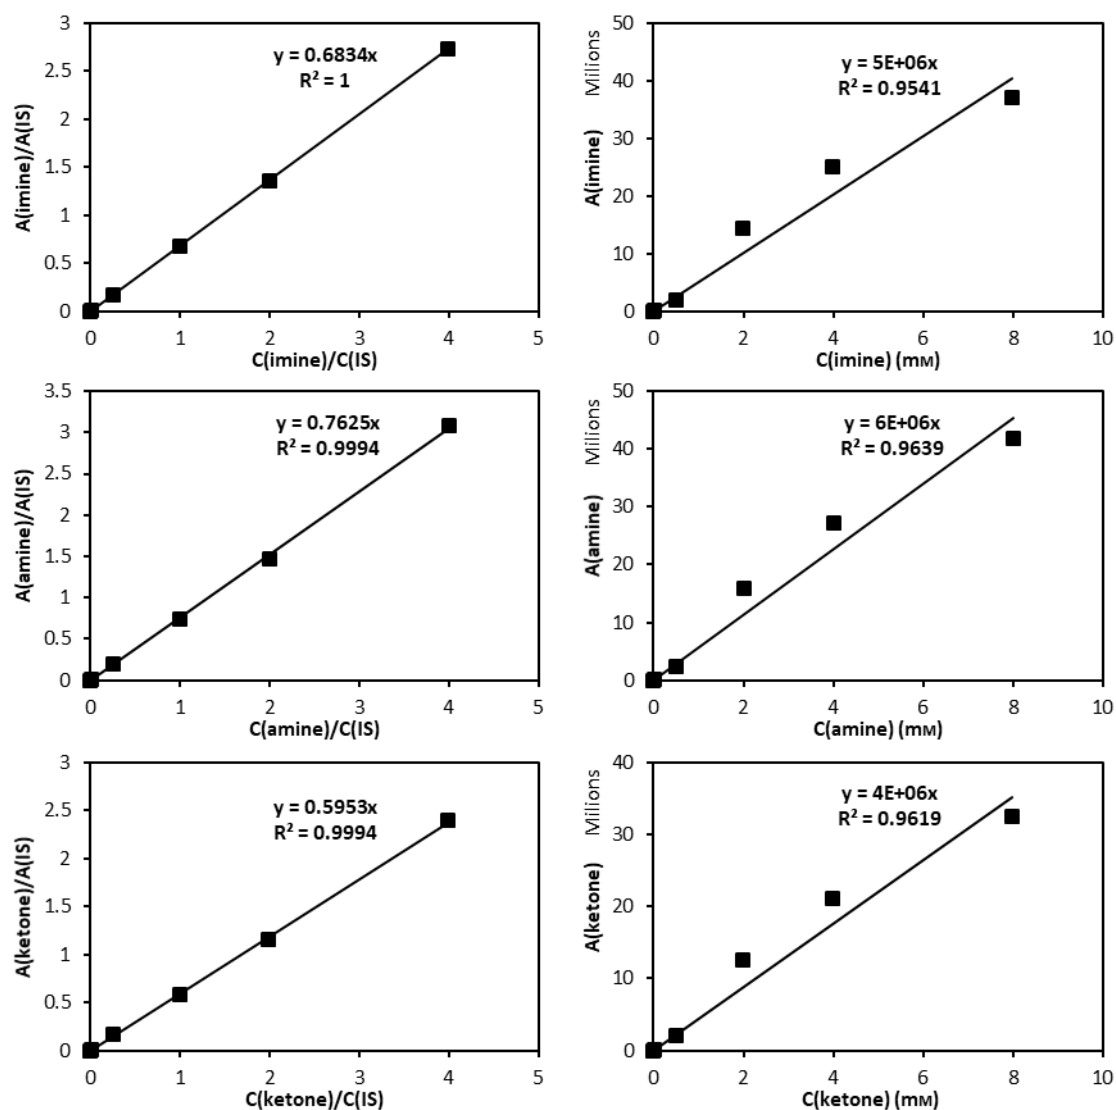 3
2.5
2
1.5
1
0.5
0
A(imine)/A(IS)
y = 0.6834x
R² = 1
0 1 2 3 4 5
C(imine)/C(IS)
50
40
30
20
10
0
Milions
A(imine)
y = 5E+06x
R² = 0.9541
0 2 4 6 8 10
C(imine) (mM)
3.5
3
2.5
2
1.5
1
0.5
0
A(amine)/A(IS)
y = 0.7625x
R² = 0.9994
0 1 2 3 4 5
C(amine)/C(IS)
50
40
30
20
10
0
Milions
A(amine)
y = 6E+06x
R² = 0.9639
0 2 4 6 8 10
C(amine) (mM)
3
2.5
2
1.5
1
0.5
0
A(ketone)/A(IS)
y = 0.5953x
R² = 0.9994
0 1 2 3 4 5
C(ketone)/C(IS)
40
30
20
10
0
Milions
A(ketone)
y = 4E+06x
R² = 0.9619
0 2 4 6 8 10
C(ketone) (mM)